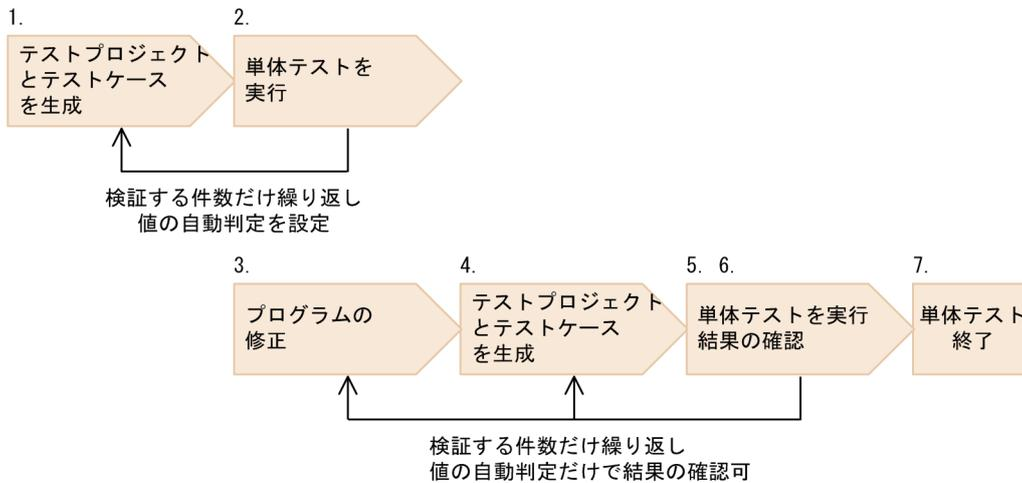 1.
2.
テストプロジェクト
とテストケース
を生成
単体テストを
実行
検証する件数だけ繰り返し
値の自動判定を設定
3.
4.
5. 6.
7.
プログラムの
修正
テストプロジェクト
とテストケース
を生成
単体テストを実行
結果の確認
単体テスト
終了
検証する件数だけ繰り返し
値の自動判定だけで結果の確認可